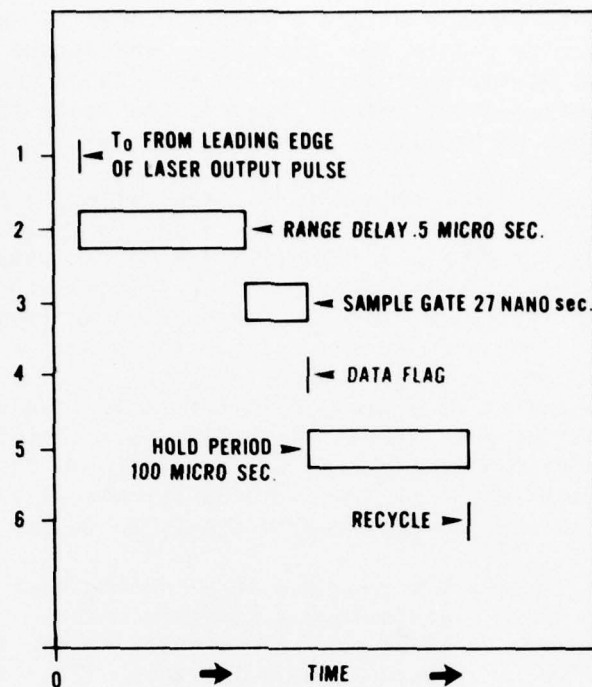 1
T0 FROM LEADING EDGE
OF LASER OUTPUT PULSE
2
RANGE DELAY .5 MICRO SEC.
3
SAMPLE GATE 27 NANO sec.
4
DATA FLAG
5
HOLD PERIOD
100 MICRO SEC.
6
RECYCLE
0
TIME